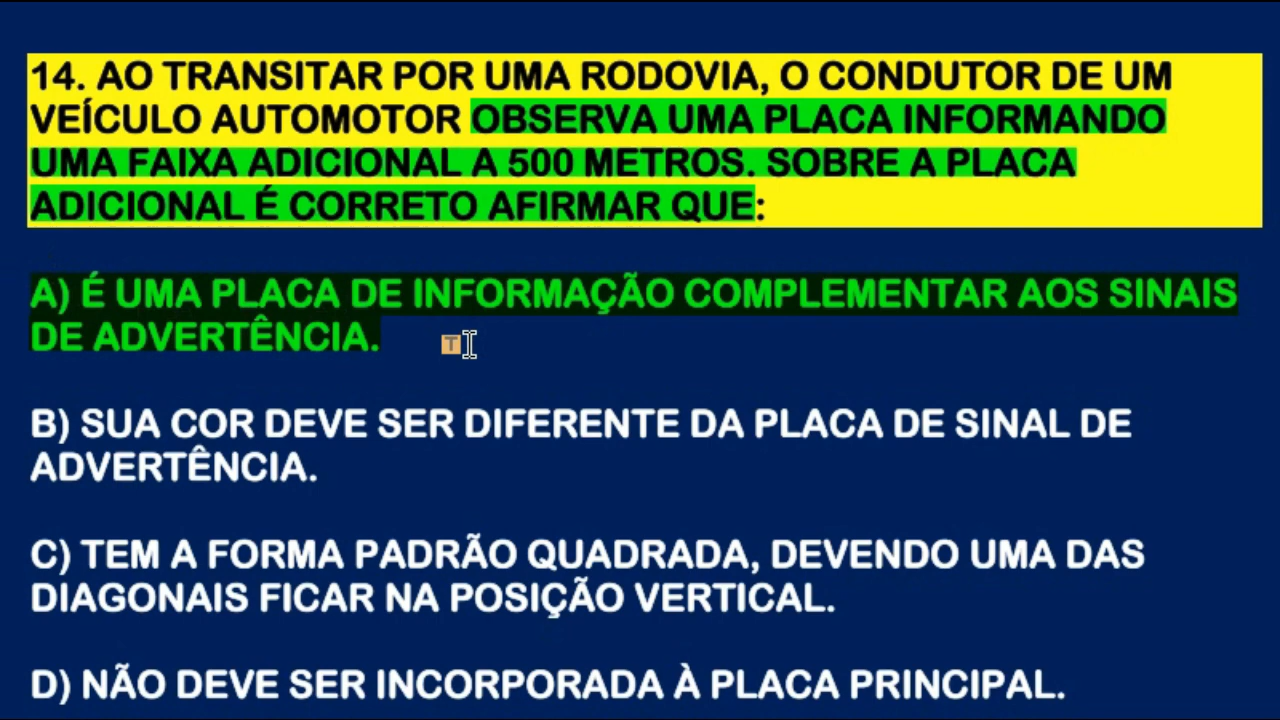 14. AO TRANSITAR POR UMA RODOVIA, O CONDUTOR DE UM
VEÍCULO AUTOMOTOR OBSERVA UMA PLACA INFORMANDO
UMA FAIXA ADICIONAL A 500 METROS. SOBRE A PLACA
ADICIONAL É CORRETO AFIRMAR QUE:
A) É UMA PLACA DE INFORMAÇÃO COMPLEMENTAR AOS SINAIS
DE ADVERTÊNCIA.
T
B) SUA COR DEVE SER DIFERENTE DA PLACA DE SINAL DE
ADVERTÊNCIA.
C) TEM A FORMA PADRÃO QUADRADA, DEVENDO UMA DAS
DIAGONAIS FICAR NA POSIÇÃO VERTICAL.
D) NÃO DEVE SER INCORPORADA À PLACA PRINCIPAL.